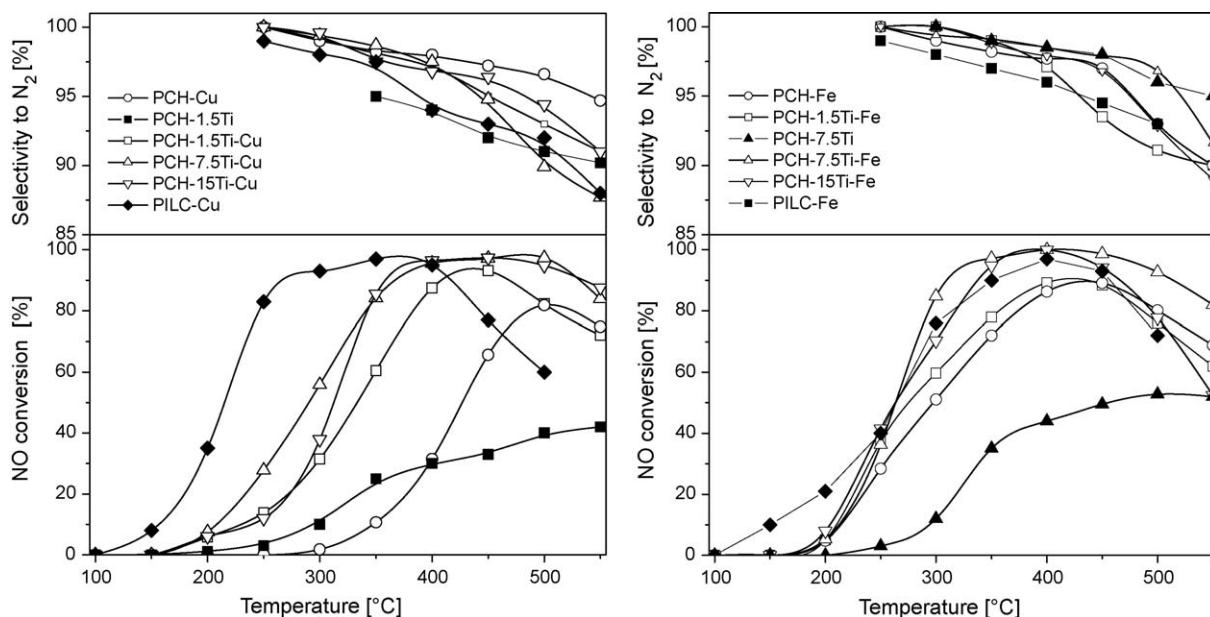 Selectivity to N2 [%]
100
95
90
85
PCH-Cu
PCH-1.5Ti
PCH-1.5Ti-Cu
PCH-7.5Ti-Cu
PCH-15Ti-Cu
PILC-Cu
NO conversion [%]
100
80
60
40
20
0
100 200 300 400 500
Temperature [°C]
Selectivity to N2 [%]
100
95
90
85
PCH-Fe
PCH-1.5Ti-Fe
PCH-7.5Ti
PCH-7.5Ti-Fe
PCH-15Ti-Fe
PILC-Fe
NO conversion [%]
100
80
60
40
20
0
100 200 300 400 500
Temperature [°C]